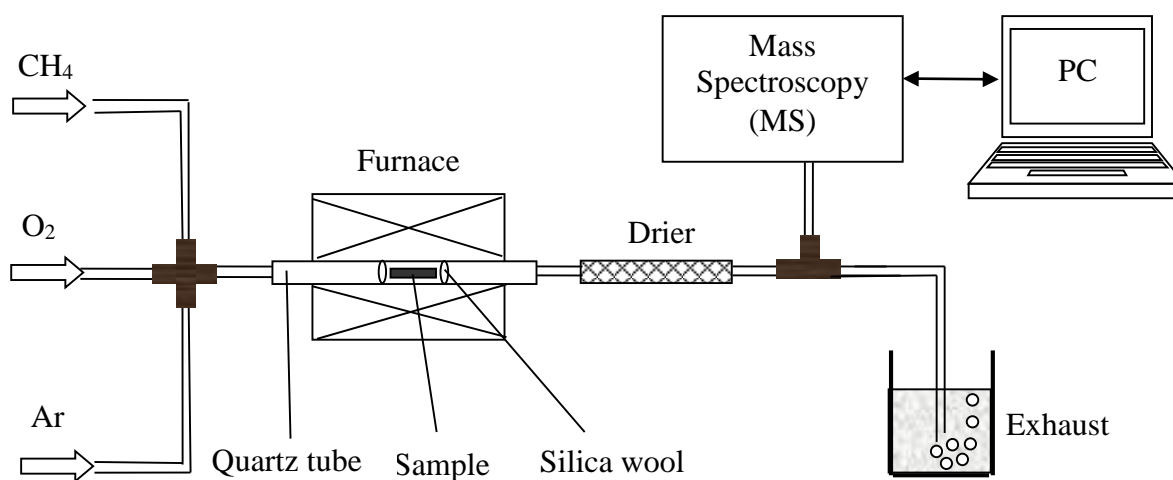 Mass
Spectroscopy
(MS)
PC
CH₄
Furnace
O₂
Drier
Ar
Quartz tube
Sample
Silica wool
Exhaust